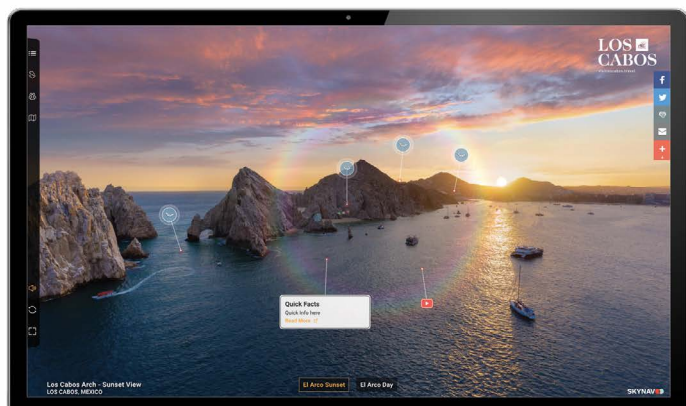 LOS
CABOS
Quick Facts
Quick Info here
Read More
Los Cabos Arch - Sunset View
LOS CABOS, MEXICO
El Arco Sunset
El Arco Day
SKYNAV